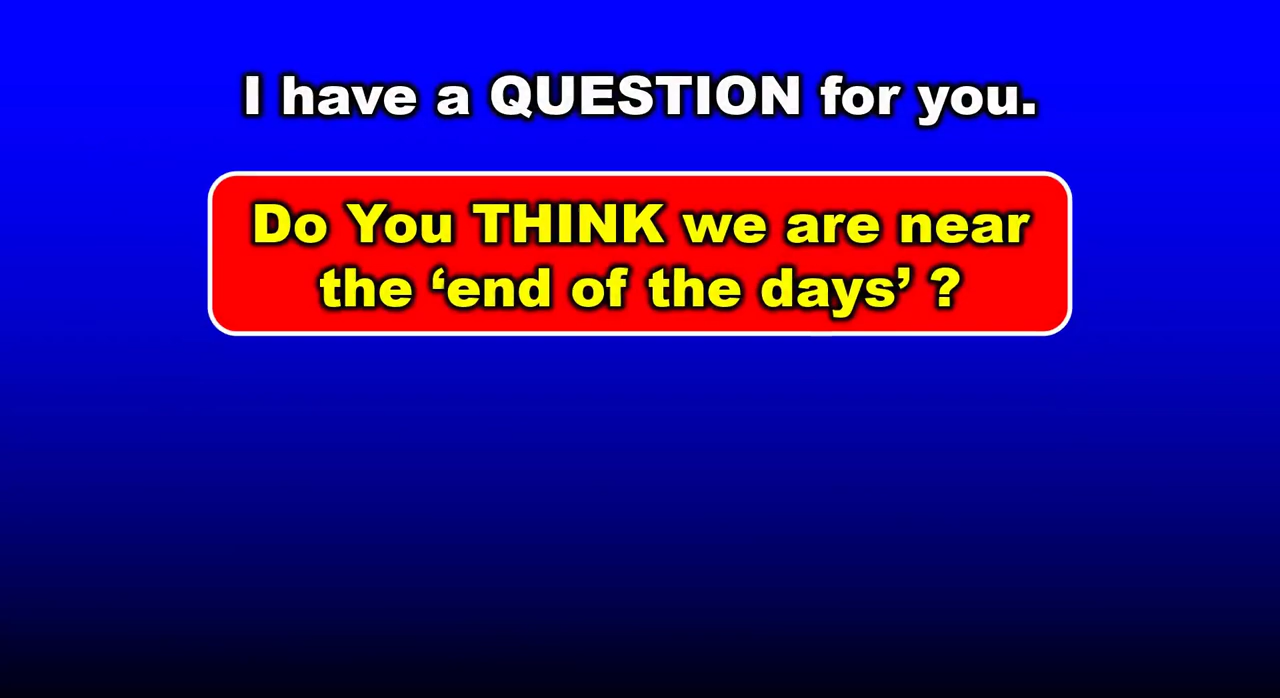 I have a QUESTION for you.
Do You THINK we are near
the ‘end of the days’ ?